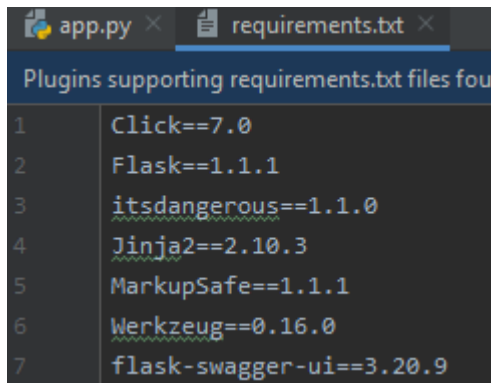 app.py
requirements.txt
Plugins supporting requirements.txt files fou
1 Click==7.0
2 Flask==1.1.1
3 itsdangerous==1.1.0
4 Jinja2==2.10.3
5 MarkupSafe==1.1.1
6 Werkzeug==0.16.0
7 flask-swagger-ui==3.20.9